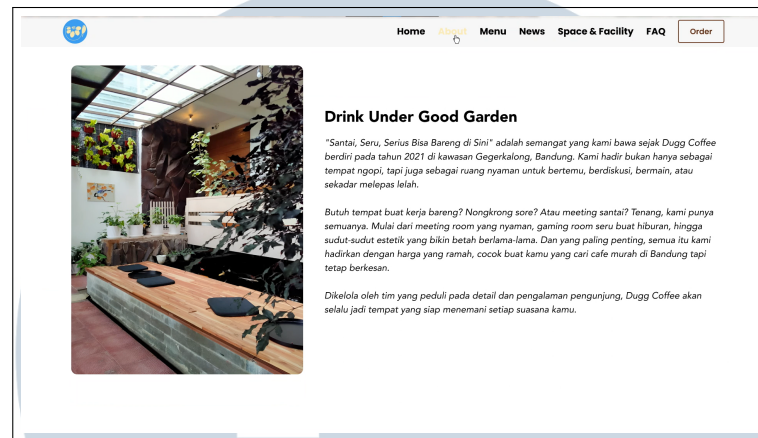 Home About Menu News Space & Facility FAQ Order
Drink Under Good Garden
"Santai, Seru, Serius Bisa Bareng di Sini" adalah semangat yang kami bawa sejak Dugg Coffee
berdiri pada tahun 2021 di kawasan Gegerkalong, Bandung. Kami hadir bukan hanya sebagai
tempat ngopi, tapi juga sebagai ruang nyaman untuk bertemu, berdiskusi, bermain, atau
sekadar melepas lelah.
Butuh tempat buat kerja bareng? Nongkrong sore? Atau meeting santai? Tenang, kami punya
semuanya. Mulai dari meeting room yang nyaman, gaming room seru buat hiburan, hingga
sudut-sudut estetik yang bikin betah berlama-lama. Dan yang paling penting, semua itu kami
hadirkan dengan harga yang ramah, cocok buat kamu yang cari cafe murah di Bandung tapi
tetap berkesan.
Dikelola oleh tim yang peduli pada detail dan pengalaman pengunjung, Dugg Coffee akan
selalu jadi tempat yang siap menemani setiap suasana kamu.